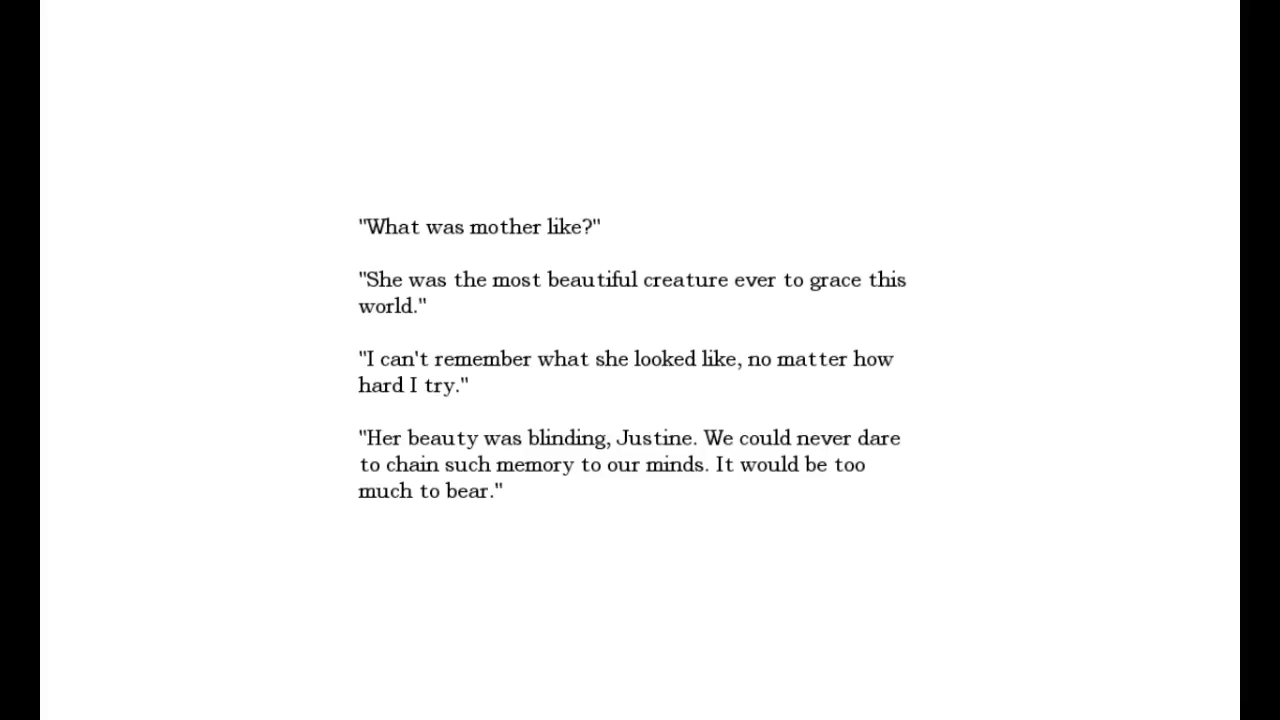 "What was mother like?"
"She was the most beautiful creature ever to grace this
world."
"I can't remember what she looked like, no matter how
hard I try."
"Her beauty was blinding, Justine. We could never dare
to chain such memory to our minds. It would be too
much to bear."